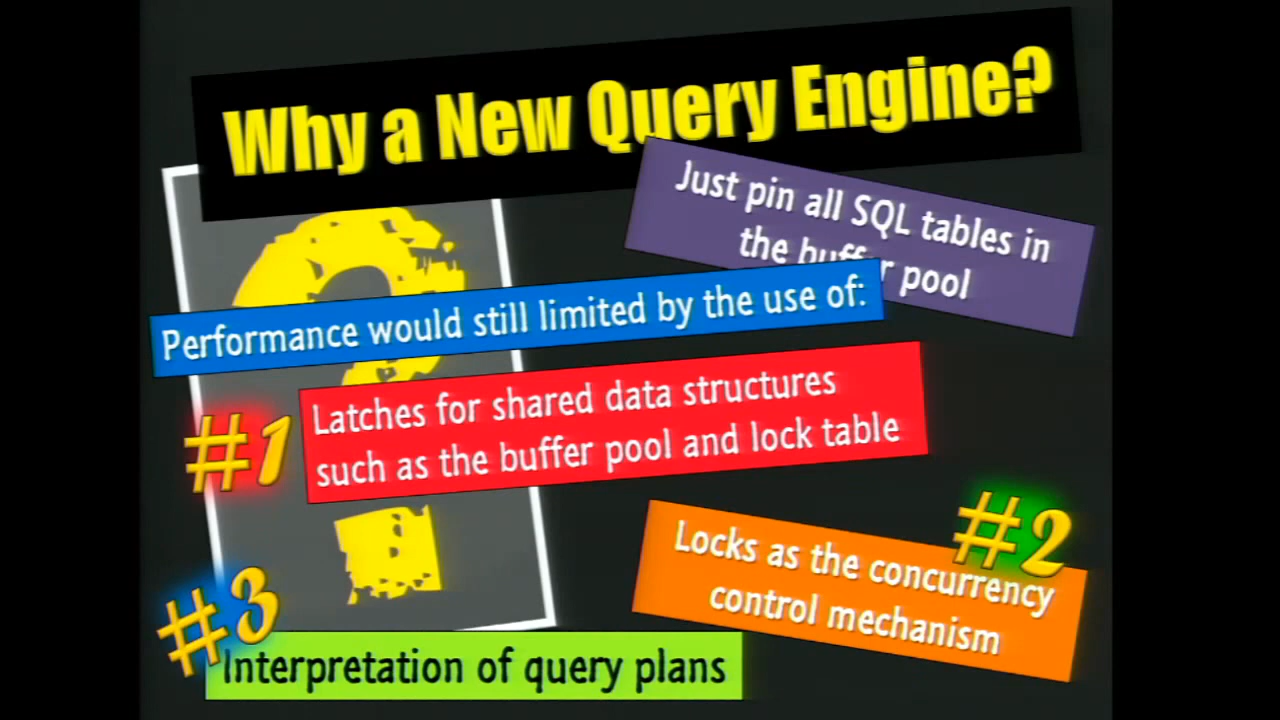 Why a New Query Engine?
Just pin all SQL tables in
the buffer pool
Performance would still limited by the use of:
#1
Latches for shared data structures
such as the buffer pool and lock table
#2
Locks as the concurrency
control mechanism
#3
Interpretation of query plans